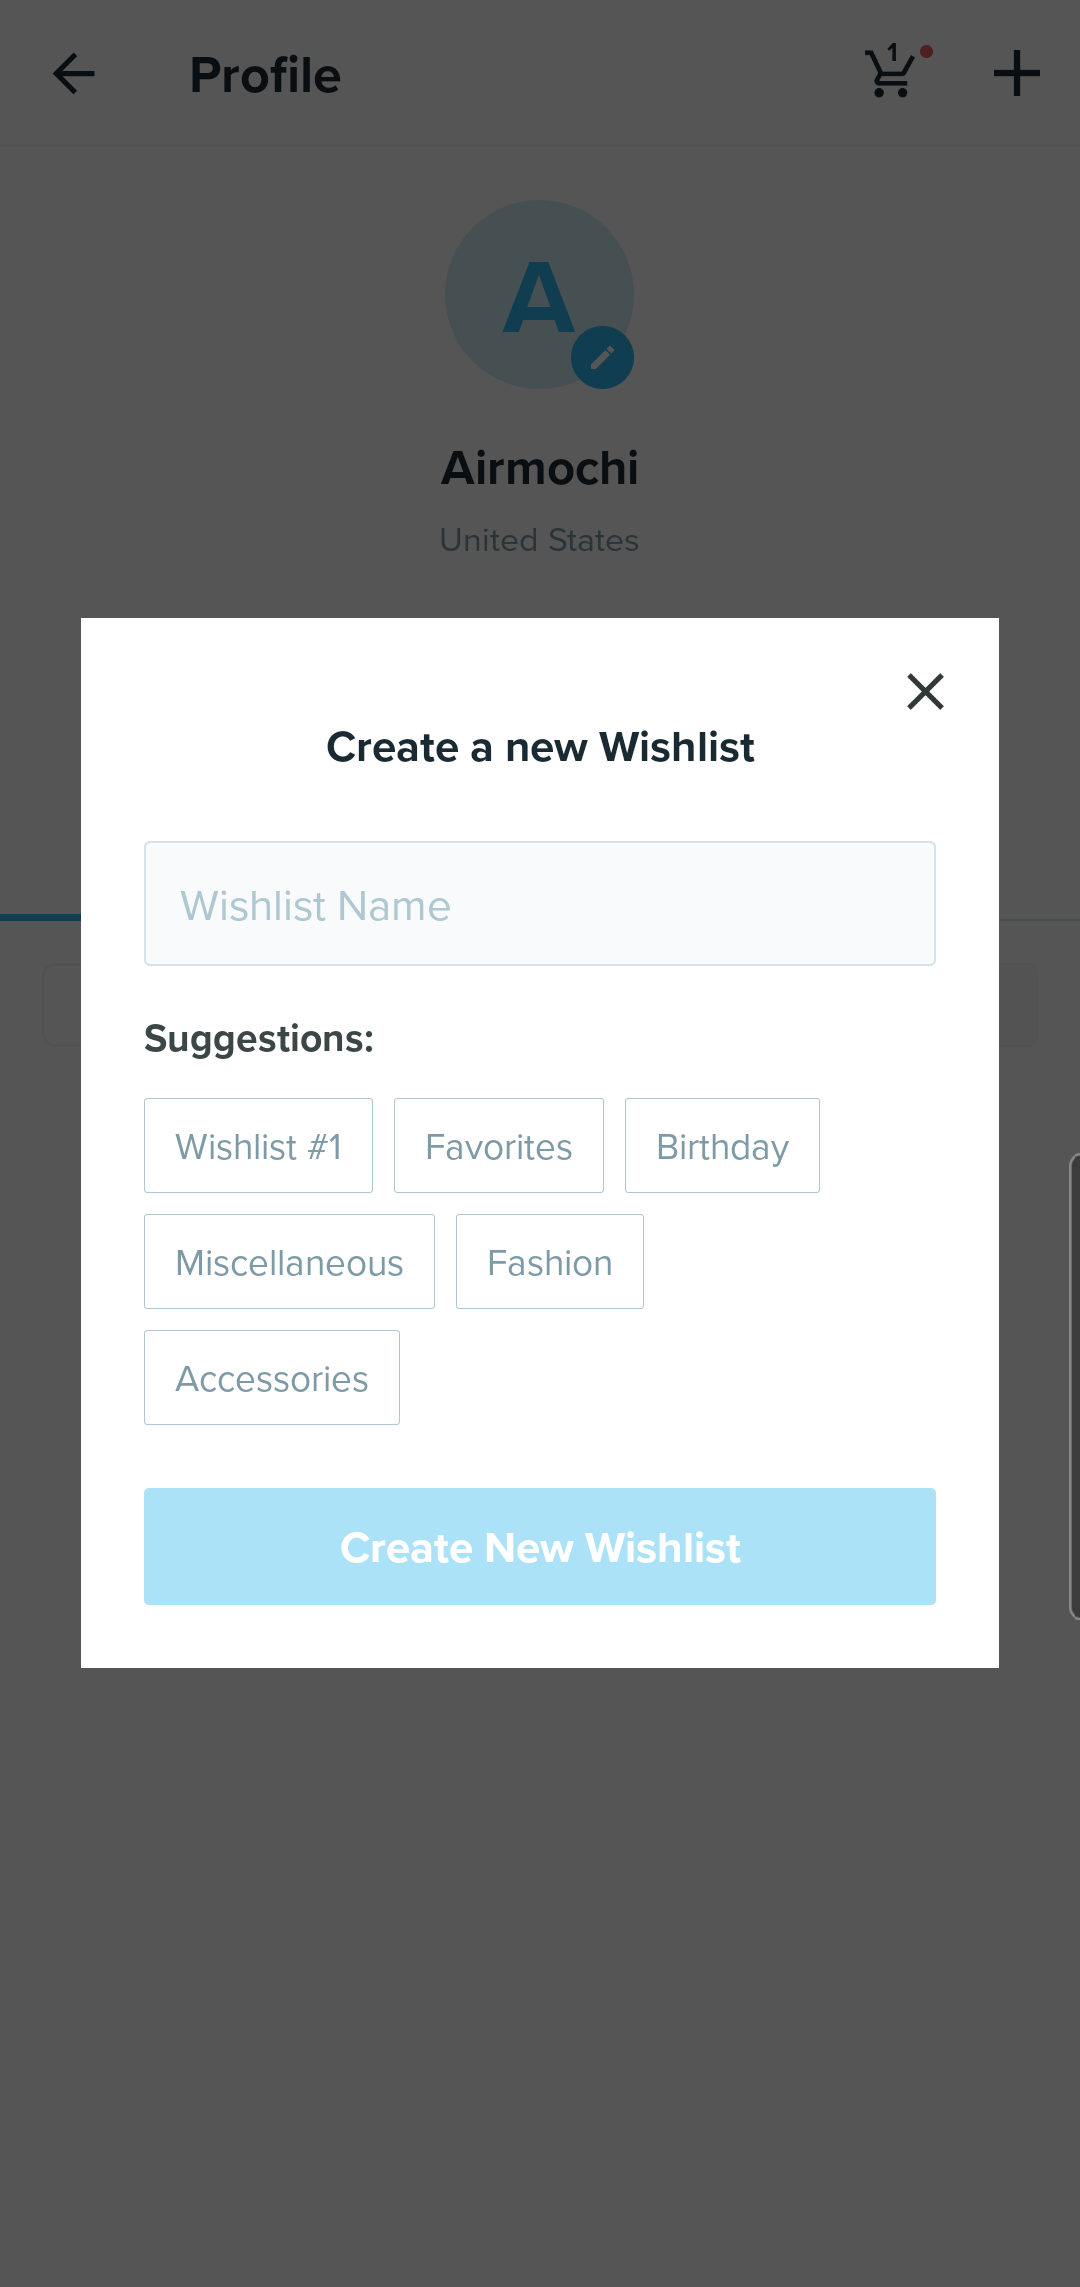 Profile
1
A
Airmochi
United States
Create a new Wishlist
Wishlist Name
Suggestions:
Wishlist #1 Favorites Birthday
Miscellaneous Fashion
Accessories
Create New Wishlist